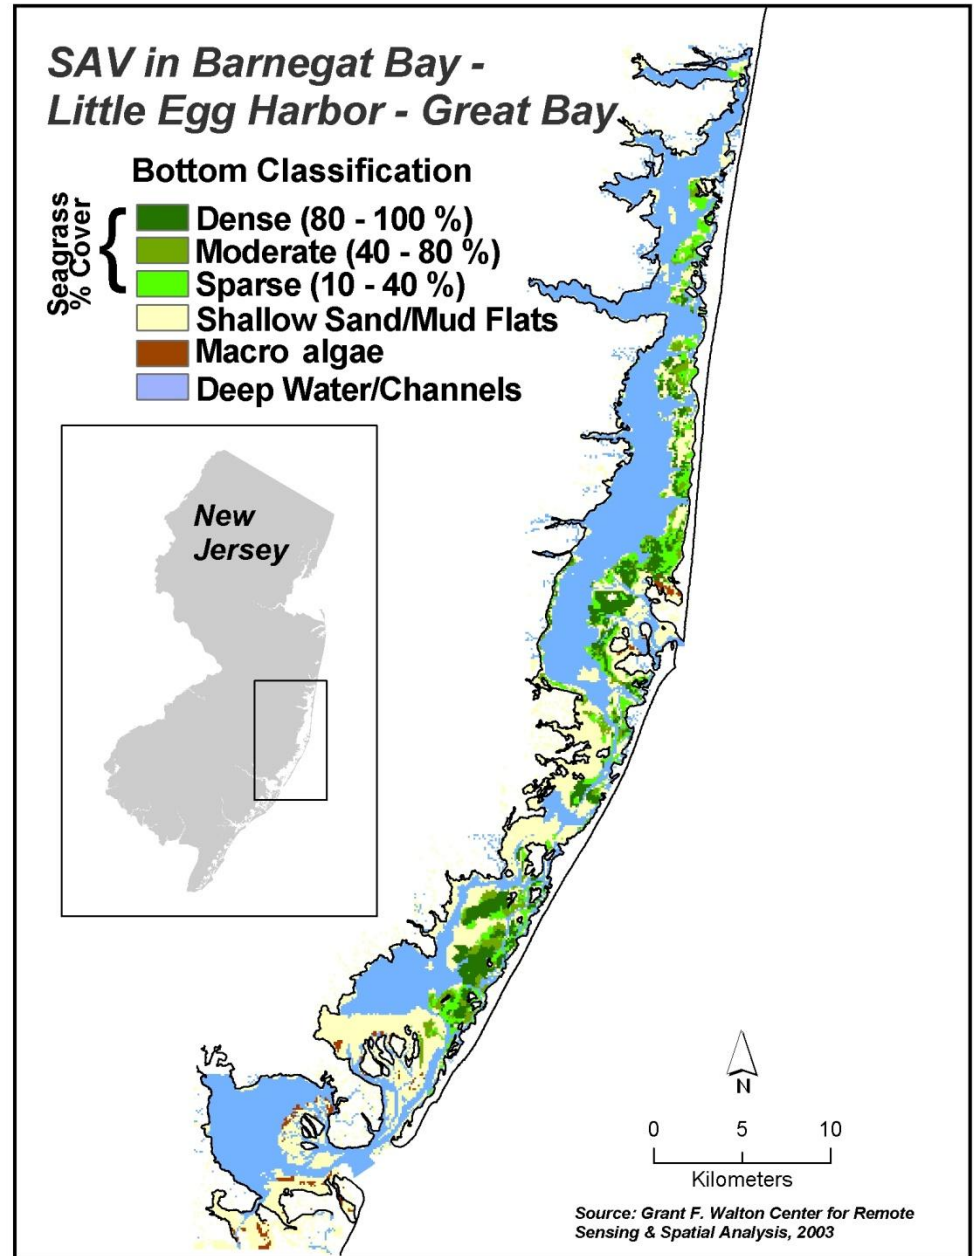 SAV in Barnegat Bay -
Little Egg Harbor - Great Bay
Bottom Classification
Seagrass
% Cover
{
Dense (80 - 100 %)
Moderate (40 - 80 %)
Sparse (10 - 40 %)
Shallow Sand/Mud Flats
Macro algae
Deep Water/Channels
New
Jersey
N
0 5 10
Kilometers
Source: Grant F. Walton Center for Remote
Sensing & Spatial Analysis, 2003